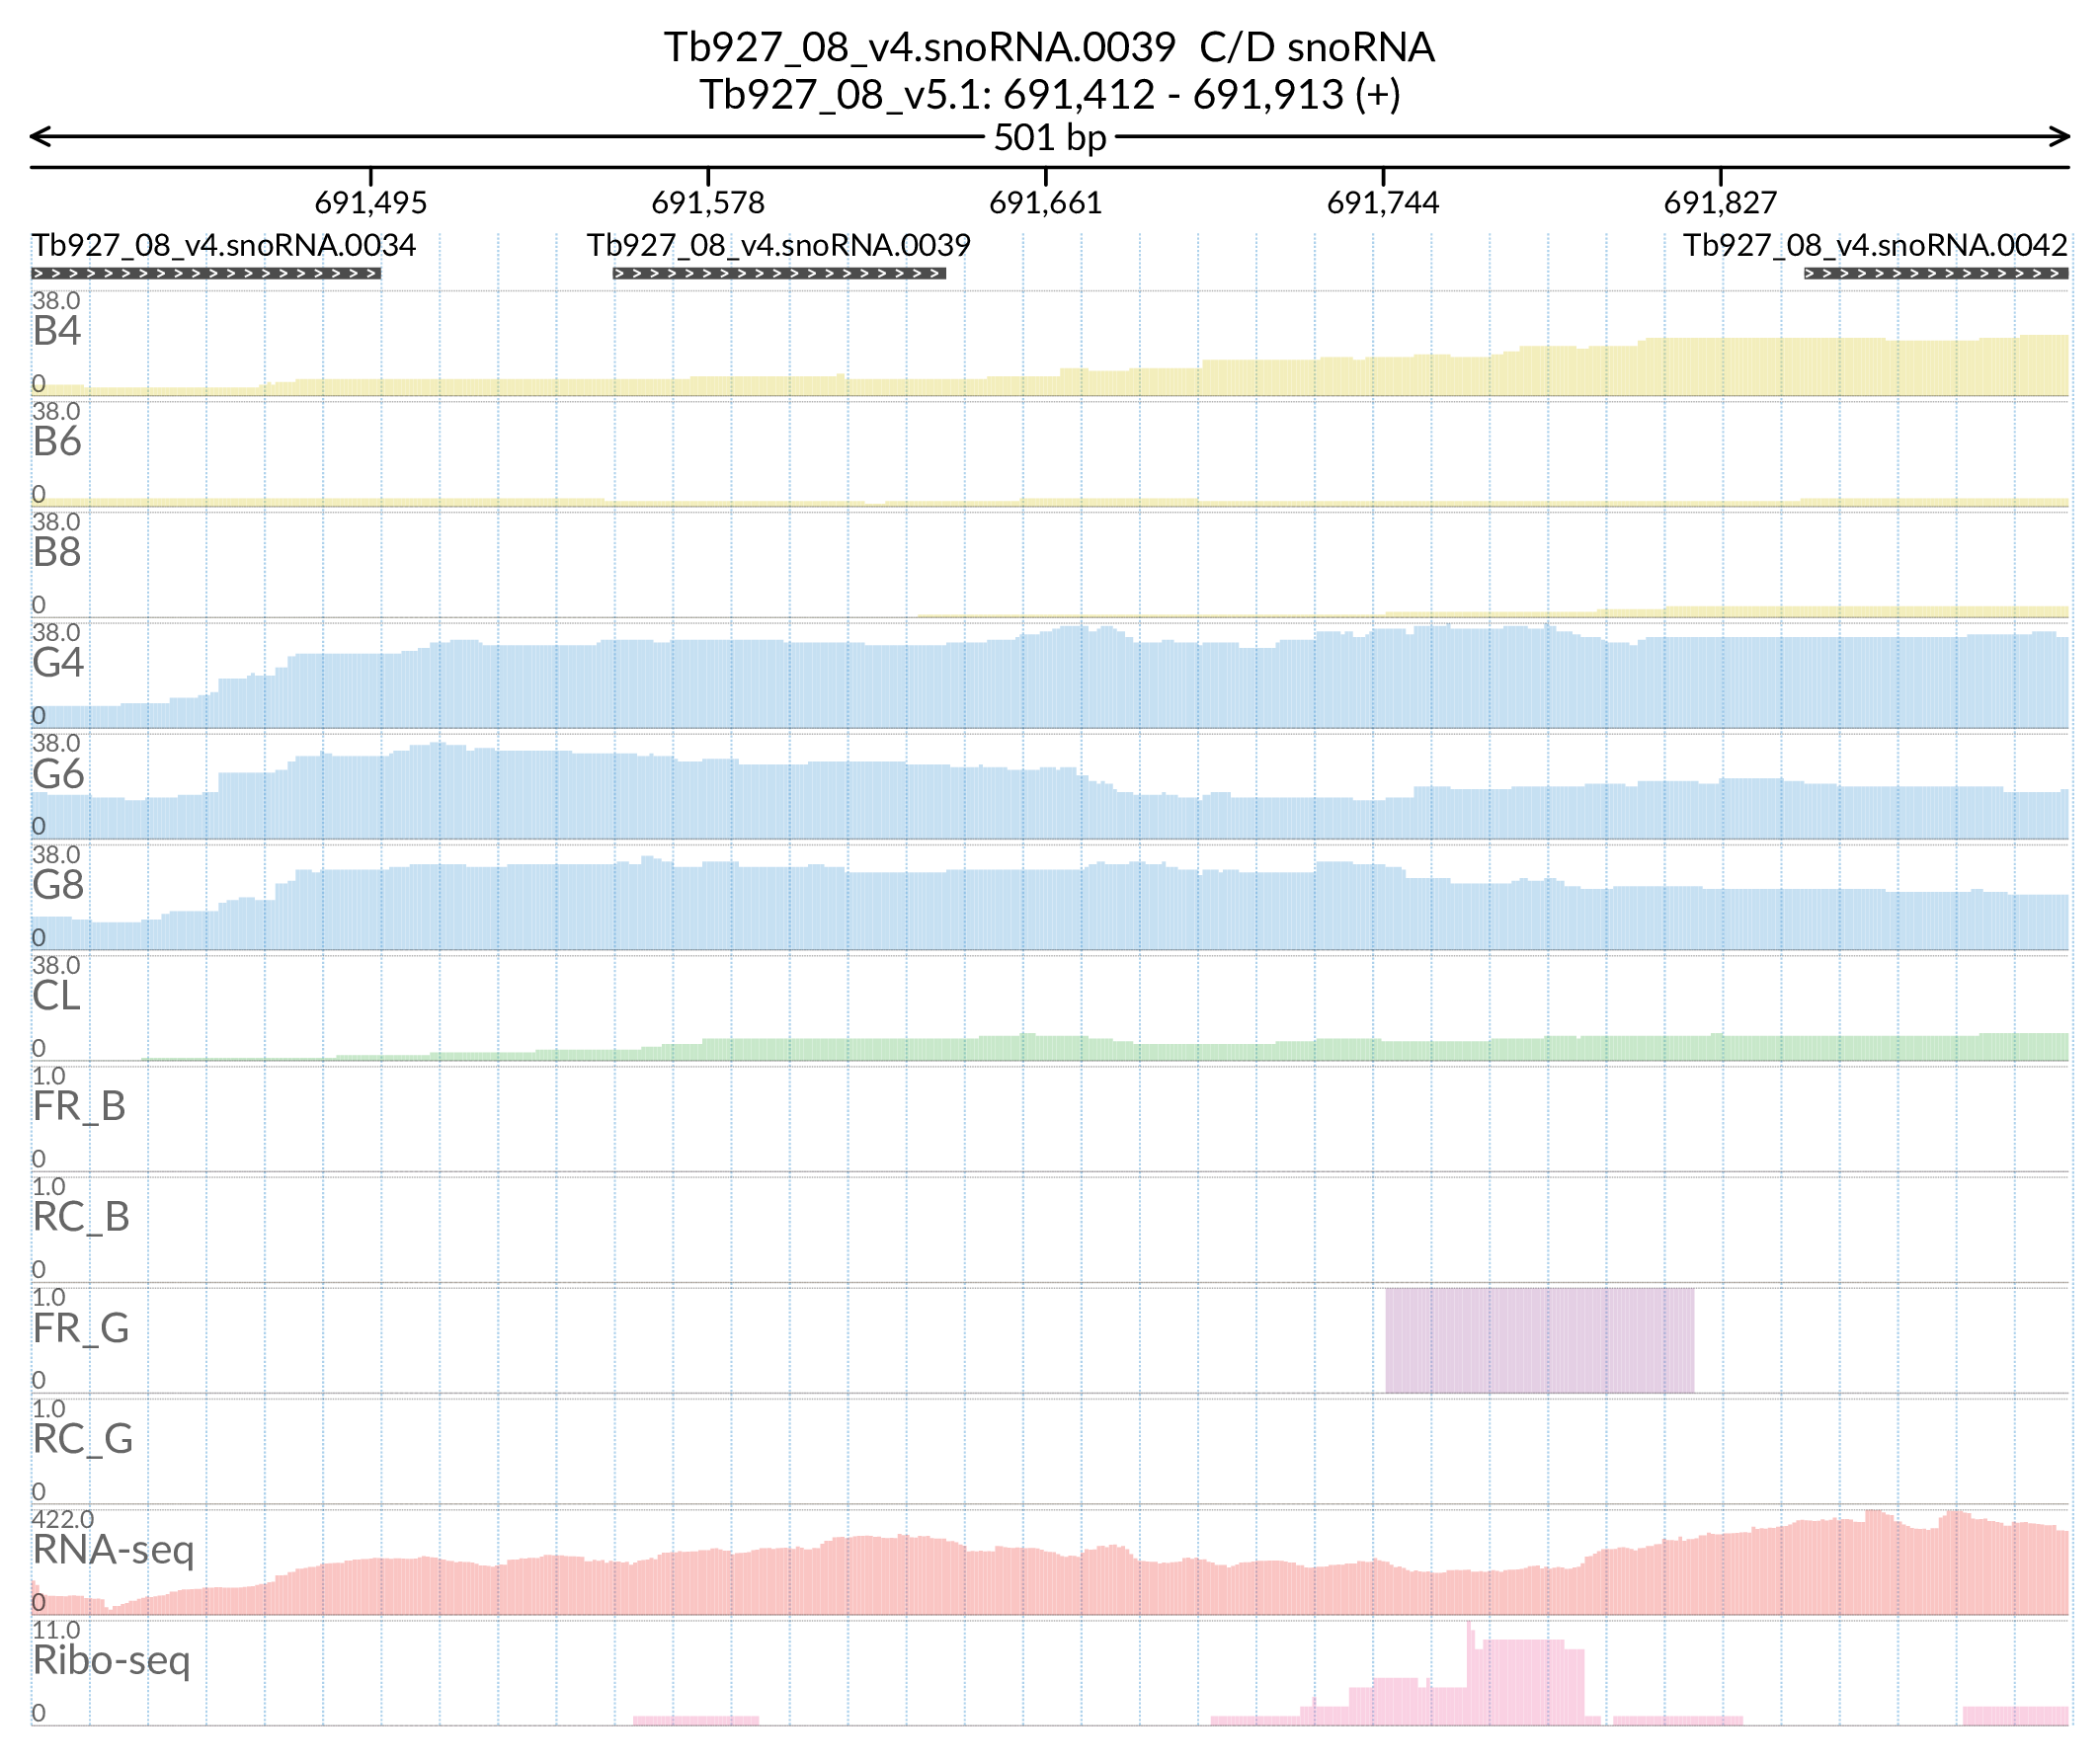 Tb927_08_v4.snoRNA.0039 C/D snoRNA
Tb927_08_v5.1: 691,412 - 691,913 (+)
501 bp
691,495 691,578 691,661 691,744 691,827
Tb927_08_v4.snoRNA.0034 Tb927_08_v4.snoRNA.0039 Tb927_08_v4.snoRNA.0042
38.0
B4
0
38.0
B6
0
38.0
B8
0
38.0
G4
0
38.0
G6
0
38.0
G8
0
38.0
CL
0
1.0
FR_B
0
1.0
RC_B
0
1.0
FR_G
0
1.0
RC_G
0
422.0
RNA-seq
0
11.0
Ribo-seq
0